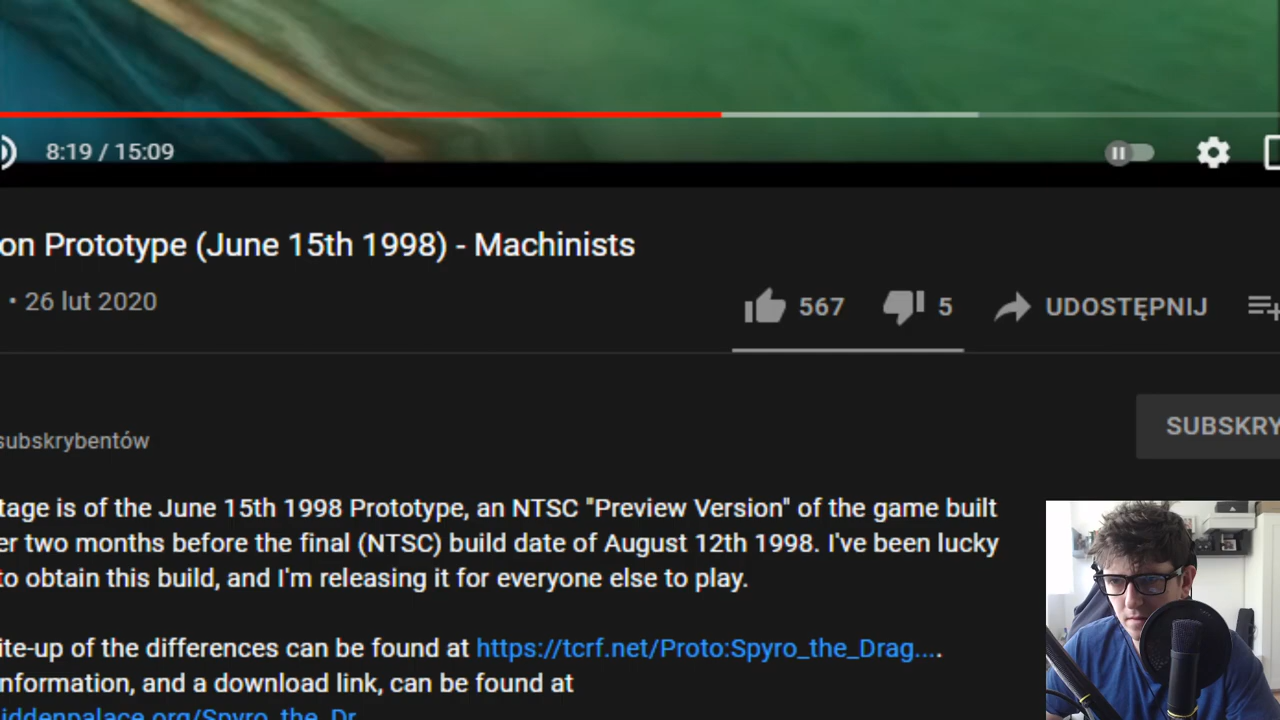 8:19 / 15:09
on Prototype (June 15th 1998) - Machinists
• 26 lut 2020
567 5 UDOSTĘPNIJ
subskrybentów
SUBSKRY
tage is of the June 15th 1998 Prototype, an NTSC "Preview Version" of the game built
er two months before the final (NTSC) build date of August 12th 1998. I've been lucky
to obtain this build, and I'm releasing it for everyone else to play.
ite-up of the differences can be found at https://tcrf.net/Proto:Spyro_the_Drag....
nformation, and a download link, can be found at
iddenpalace.org/Spyro_the_Dr